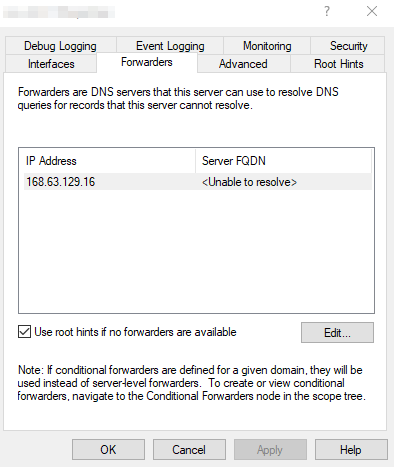 ?
Debug Logging Event Logging Monitoring Security
Interfaces Forwarders Advanced Root Hints
Forwarders are DNS servers that this server can use to resolve DNS
queries for records that this server cannot resolve.
IP Address Server FQDN
168.63.129.16 <Unable to resolve>
Use root hints if no forwarders are available Edit...
Note: If conditional forwarders are defined for a given domain, they will be
used instead of server-level forwarders. To create or view conditional
forwarders, navigate to the Conditional Forwarders node in the scope tree.
OK Cancel Apply Help